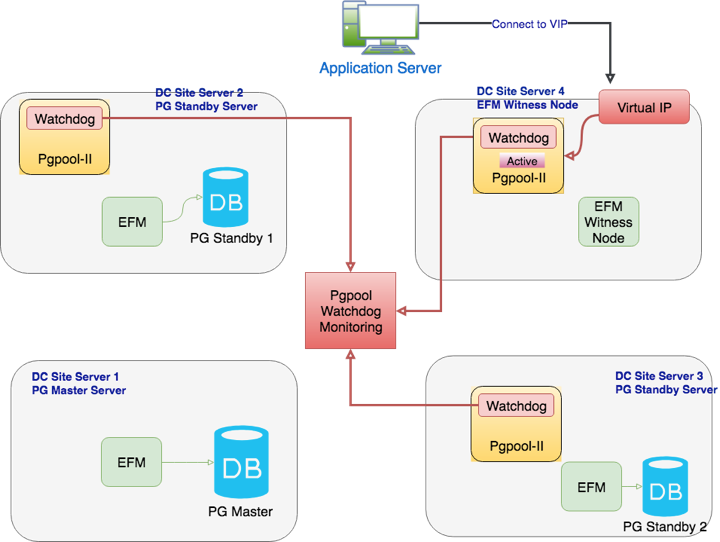 Connect to VIP
Application Server
DC Site Server 2
PG Standby Server
Watchdog
Pgpool-II
EFM
DB
PG Standby 1
DC Site Server 4
EFM Witness Node
Virtual IP
Watchdog
Active
Pgpool-II
EFM
Witness
Node
Pgpool
Watchdog
Monitoring
DC Site Server 1
PG Master Server
EFM
DB
PG Master
DC Site Server 3
PG Standby Server
Watchdog
Pgpool-II
EFM
DB
PG Standby 2